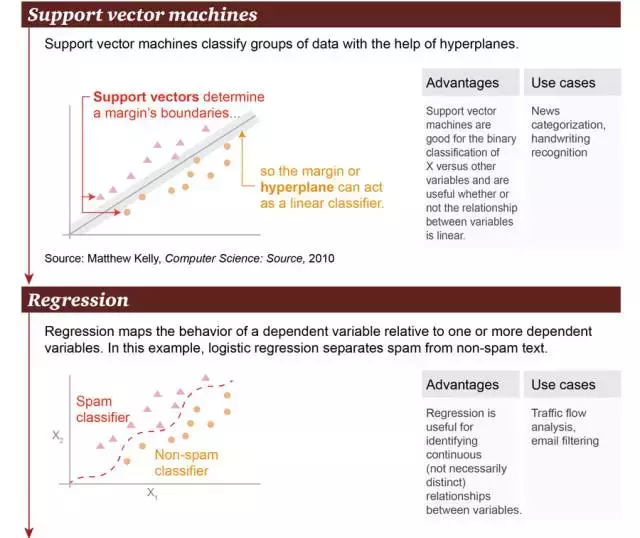 Support vector machines
Support vector machines classify groups of data with the help of hyperplanes.
Support vectors determine
a margin's boundaries...
so the margin or
hyperplane can act
as a linear classifier.
Advantages
Support vector
machines are
good for the binary
classification of
X versus other
variables and are
useful whether or
not the relationship
between variables
is linear.
Use cases
News
categorization,
handwriting
recognition
Source: Matthew Kelly, Computer Science: Source, 2010
Regression
Regression maps the behavior of a dependent variable relative to one or more dependent
variables. In this example, logistic regression separates spam from non-spam text.
Spam
classifier
Non-spam
classifier
X2
X1
Advantages
Regression is
useful for
identifying
continuous
(not necessarily
distinct)
relationships
between variables.
Use cases
Traffic flow
analysis,
email filtering